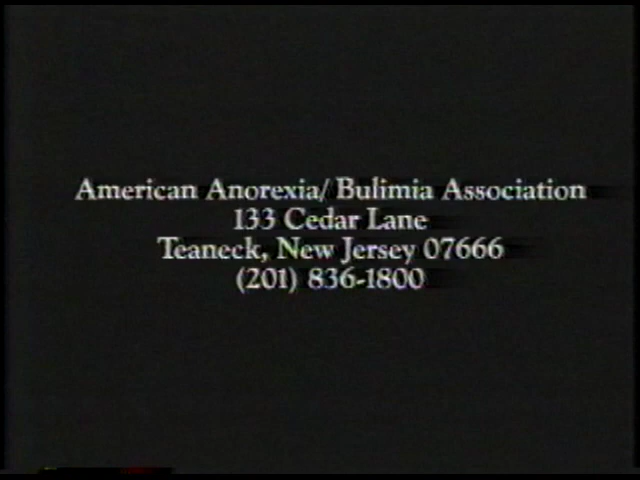 American Anorexia/Bulimia Association
133 Cedar Lane
Teaneck, New Jersey 07666
(201) 836-1800